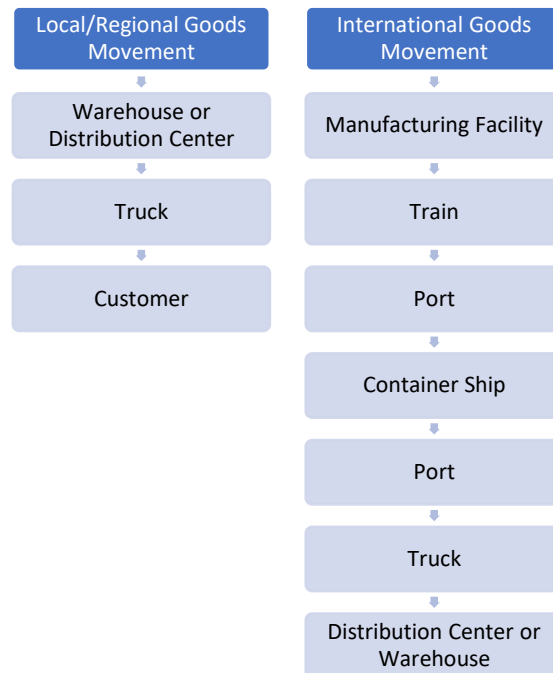 Local/Regional Goods
Movement
Warehouse or
Distribution Center
Truck
Customer
International Goods
Movement
Manufacturing Facility
Train
Port
Container Ship
Port
Truck
Distribution Center or
Warehouse